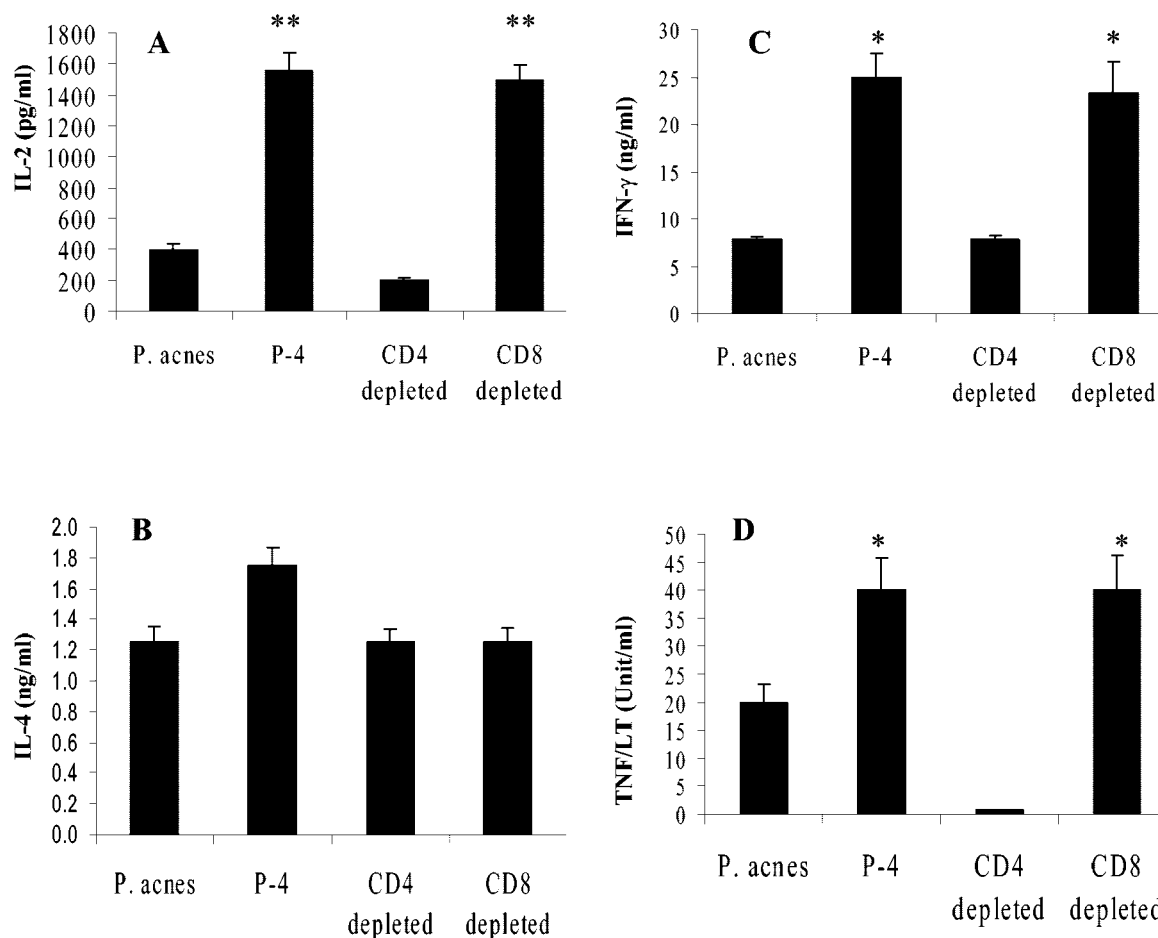 A
** **
IL-2 (pg/ml)
1800
1600
1400
1200
1000
800
600
400
200
0
P. acnes P-4 CD4 CD8
depleted depleted
C
* *
IFN-γ (ng/ml)
30
25
20
15
10
5
0
P. acnes P-4 CD4 CD8
depleted depleted
B
IL-4 (ng/ml)
2.0
1.8
1.6
1.4
1.2
1.0
0.8
0.6
0.4
0.2
0.0
P. acnes P-4 CD4 CD8
depleted depleted
D
* *
TNF/LT (Unit/ml)
50
45
40
35
30
25
20
15
10
5
0
P. acnes P-4 CD4 CD8
depleted depleted